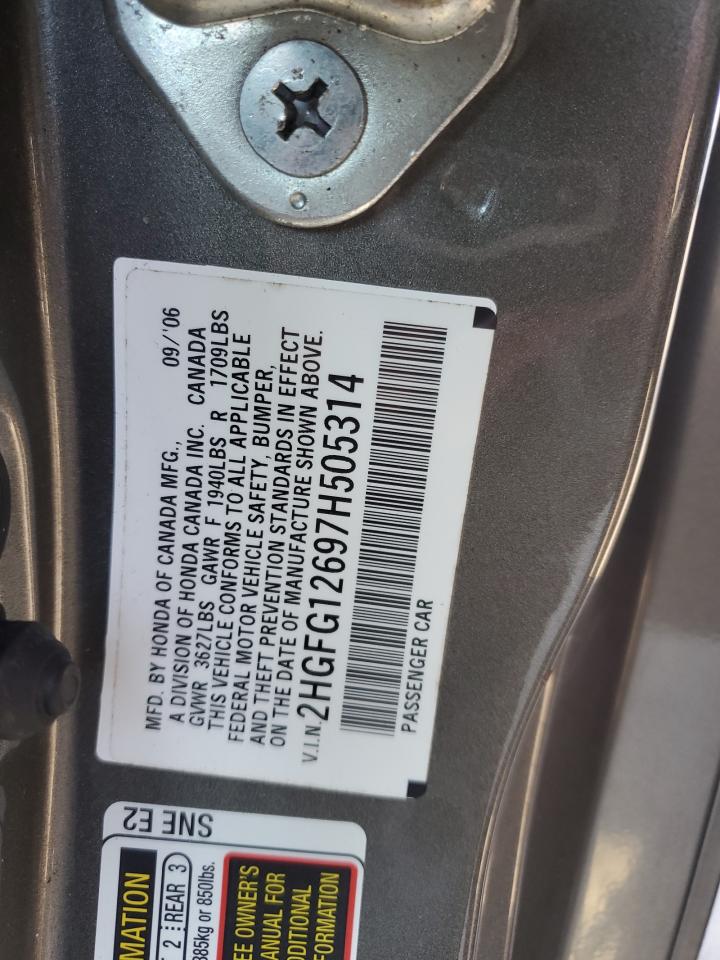 MFD. BY HONDA OF CANADA MFG., 09/'06
A DIVISION OF HONDA CANADA INC. CANADA
GVWR 3627LBS GAWR F 1940LBS R 1709LBS
THIS VEHICLE CONFORMS TO ALL APPLICABLE
FEDERAL MOTOR VEHICLE SAFETY, BUMPER,
AND THEFT PREVENTION STANDARDS IN EFFECT
ON THE DATE OF MANUFACTURE SHOWN ABOVE.
V.I.N. 2HGFG12697H505314
PASSENGER CAR
SNE E2
MATION
2 REAR 3
385kg or 850lbs.
EE OWNER'S
ANUAL FOR
DDITIONAL
FORMATION